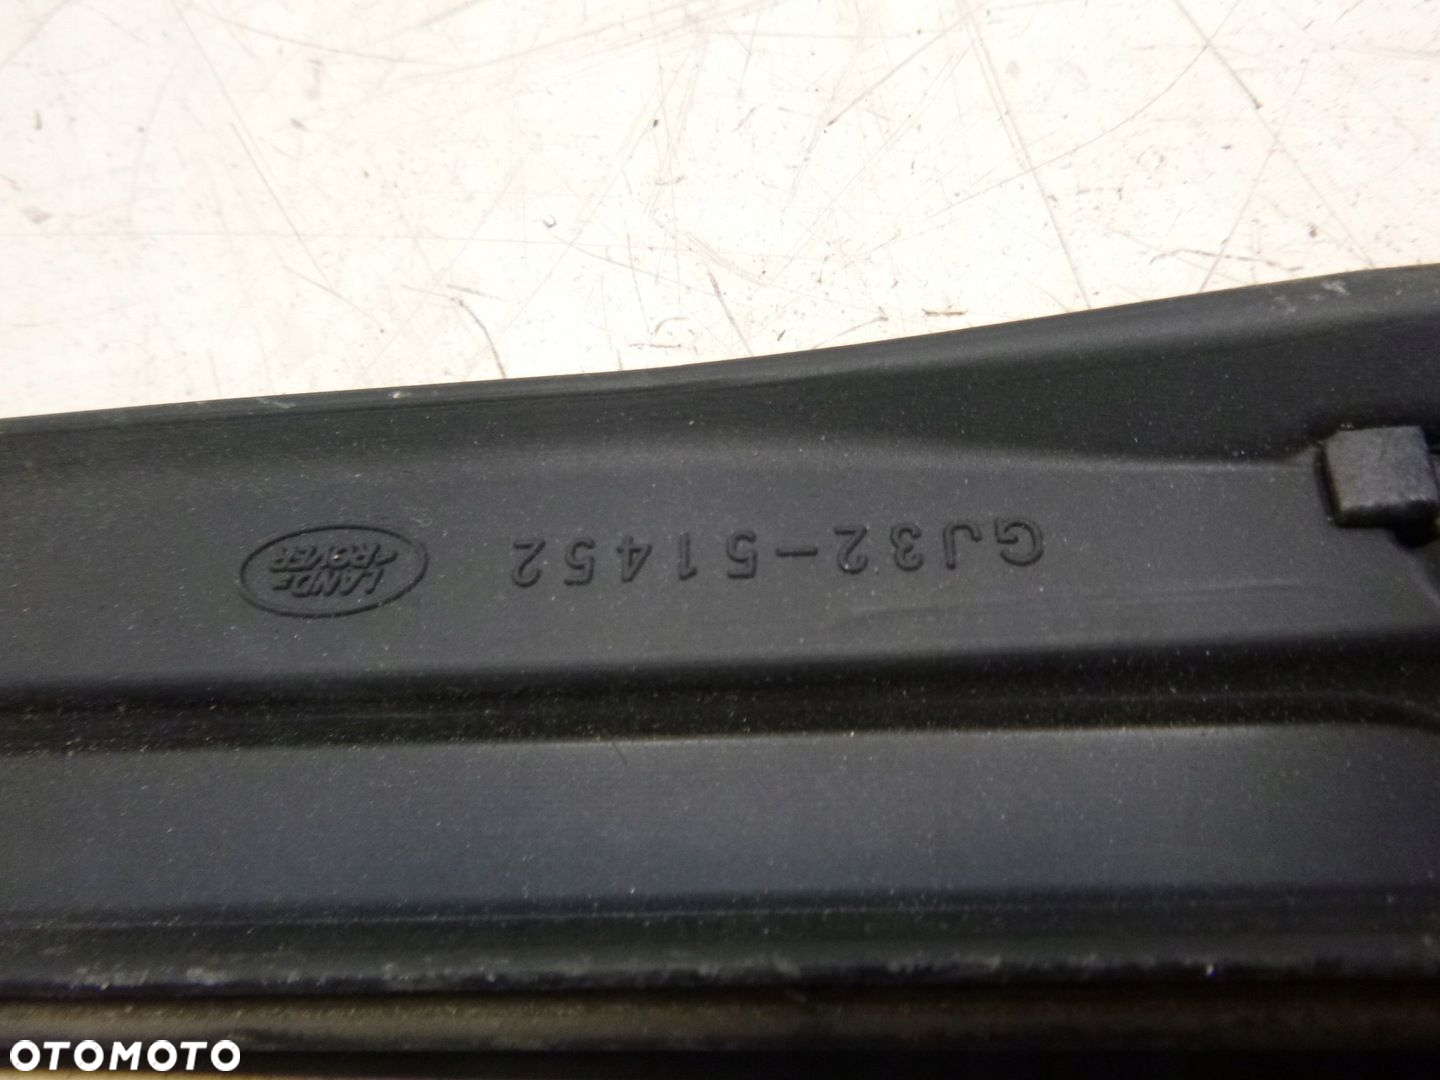 GJ32-51452
LAND
ROVER
OTOMOTO